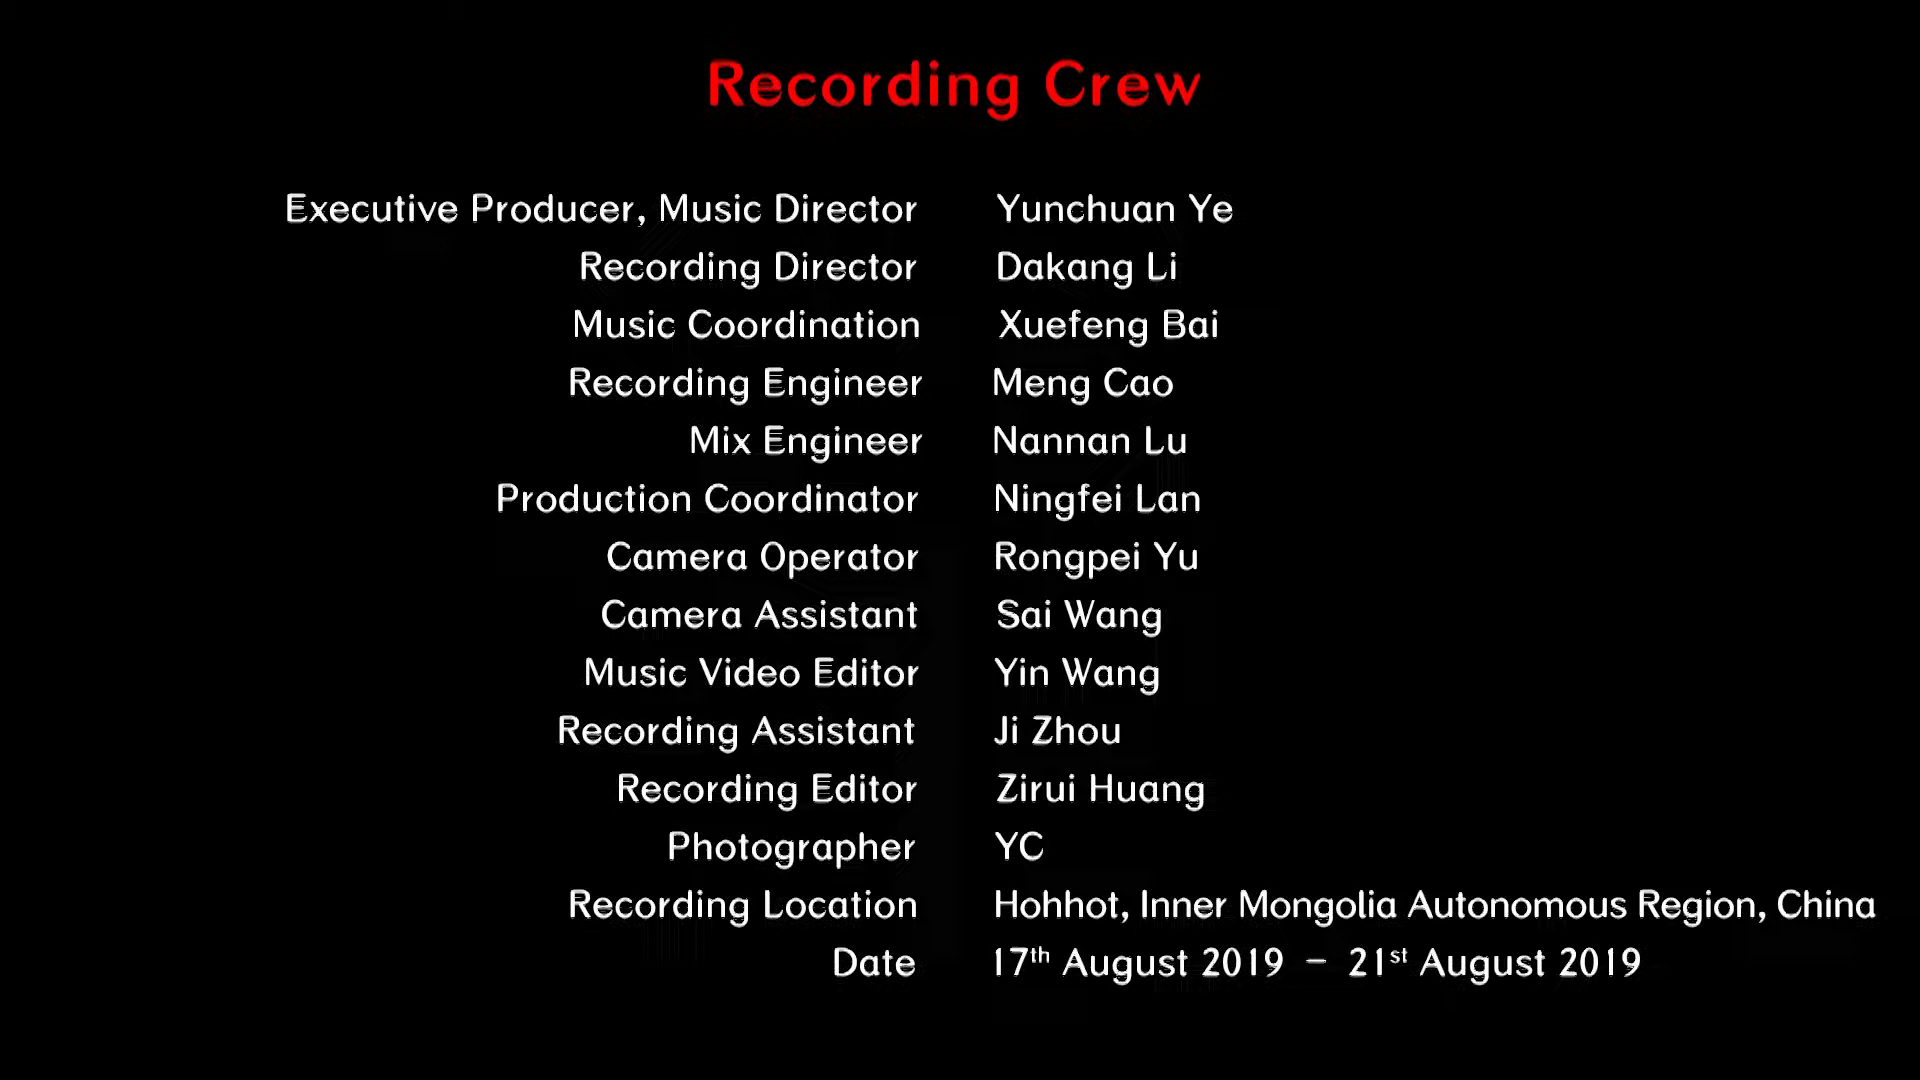 Recording Crew
Executive Producer, Music Director Yunchuan Ye
Recording Director Dakang Li
Music Coordination Xuefeng Bai
Recording Engineer Meng Cao
Mix Engineer Nannan Lu
Production Coordinator Ningfei Lan
Camera Operator Rongpei Yu
Camera Assistant Sai Wang
Music Video Editor Yin Wang
Recording Assistant Ji Zhou
Recording Editor Zirui Huang
Photographer YC
Recording Location Hohhot, Inner Mongolia Autonomous Region, China
Date 17th August 2019 – 21st August 2019